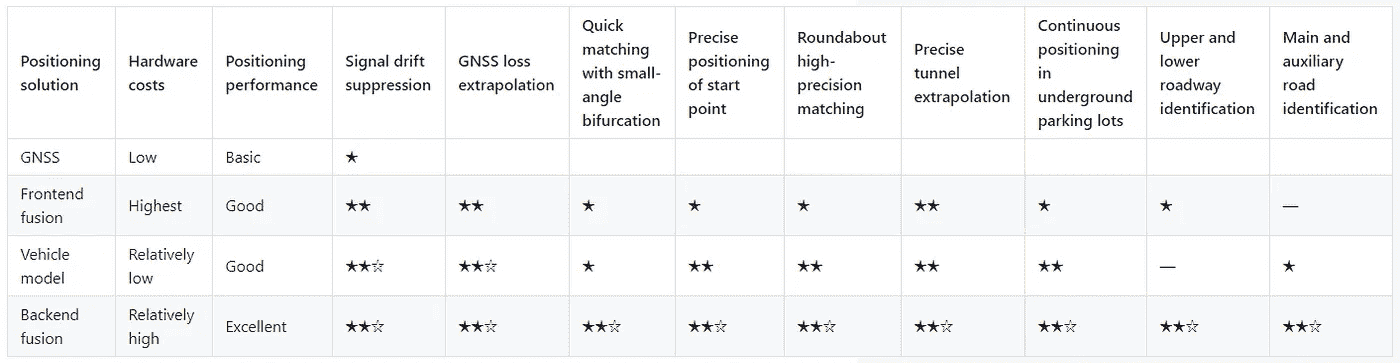 Positioning solution
Hardware costs
Positioning performance
Signal drift suppression
GNSS loss extrapolation
Quick matching with small-angle bifurcation
Precise positioning of start point
Roundabout high-precision matching
Precise tunnel extrapolation
Continuous positioning in underground parking lots
Upper and lower roadway identification
Main and auxiliary road identification
GNSS Low Basic ★
Frontend fusion Highest Good ★★ ★★ ★ ★ ★ ★★ ★ ★ —
Vehicle model Relatively low Good ★★☆ ★★☆ ★ ★★ ★★ ★★ ★★ — ★
Backend fusion Relatively high Excellent ★★☆ ★★☆ ★★☆ ★★☆ ★★☆ ★★☆ ★★☆ ★★☆ ★★☆